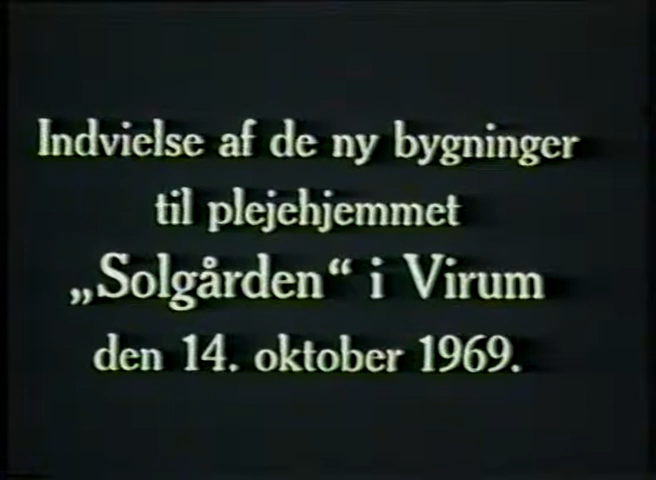 Indvielse af de ny bygninger
til plejehjemmet
„Solgården“ i Virum
den 14. oktober 1969.